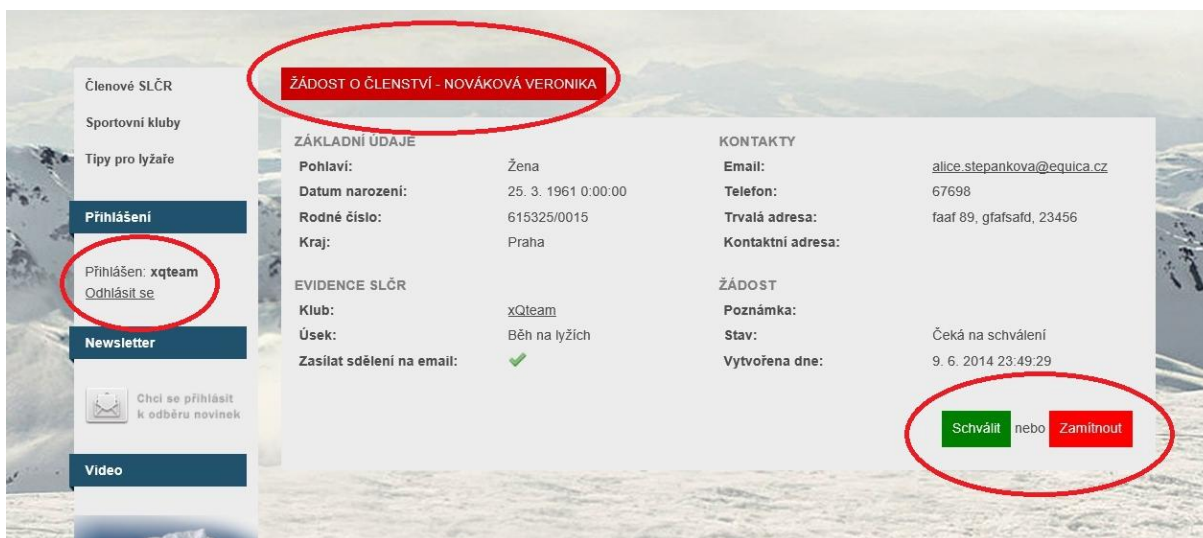 Členové SLČR
Sportovní kluby
Tipy pro lyžaře
Přihlášení
Přihlášen: xqteam
Odhlásit se
Newsletter
Chci se přihlásit
k odběru novinek
Video
ŽÁDOST O ČLENSTVÍ - NOVÁKOVÁ VERONIKA
ZÁKLADNÍ ÚDAJE
Pohlaví: Žena
Datum narození: 25. 3. 1961 0:00:00
Rodné číslo: 615325/0015
Kraj: Praha
KONTAKTY
Email: alice.stepankova@equica.cz
Telefon: 67698
Trvalá adresa: faaf 89, gfafsafd, 23456
Kontaktní adresa:
EVIDENCE SLČR
Klub: xQteam
Úsek: Běh na lyžích
Zasílat sdělení na email:
ŽÁDOST
Poznámka:
Stav: Čeká na schválení
Vytvořena dne: 9. 6. 2014 23:49:29
Schválit nebo Zamítnout